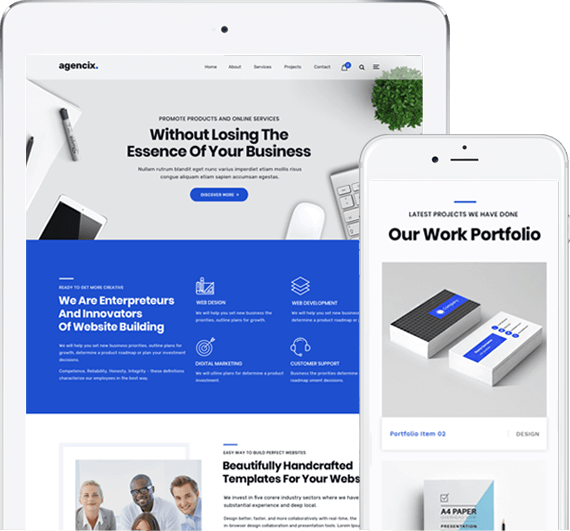 agencix.
Home About Services Projects Contact
PROMOTE PRODUCTS AND ONLINE SERVICES
Without Losing The
Essence Of Your Business
Nullam rutrum blandit eget nunc varius imperdiet etiam mollis risus
congue aliquam etiam sapien accumsan egestas.
DISCOVER MORE +
READY TO GET MORE CREATIVE
We Are Enterpreteurs
And Innovators
Of Website Building
We will help you sell new business priorities, outline plans for
growth, determine a product roadmap or plan your investment
decisions.
Competence, Reliability, Honesty, Integrity - these definitions
characterize our employees in the best way.
WEB DESIGN
We will help you sell new business the
priorities, outline plans for growth.
WEB DEVELOPMENT
We will help you sell new busi
determine a product roadmap or
DIGITAL MARKETING
We will utline plans for determine a product
investment
CUSTOMER SUPPORT
Business the priorities determine
roadmap oment decisions.
EASY WAY TO BUILD PERFECT WEBSITES
Beautifully Handcrafted
Templates For Your Webs
We invest in five corere industry sectors where we have
substantial experience and deep local.
Design better, faster, and more collaboratively with real-time, the
in-browser design collaboration and presentation tools. Lorem Ipsum
LATEST PROJECTS WE HAVE DONE
Our Work Portfolio
Company
Portfolio Item 02 DESIGN
A4 PAPER